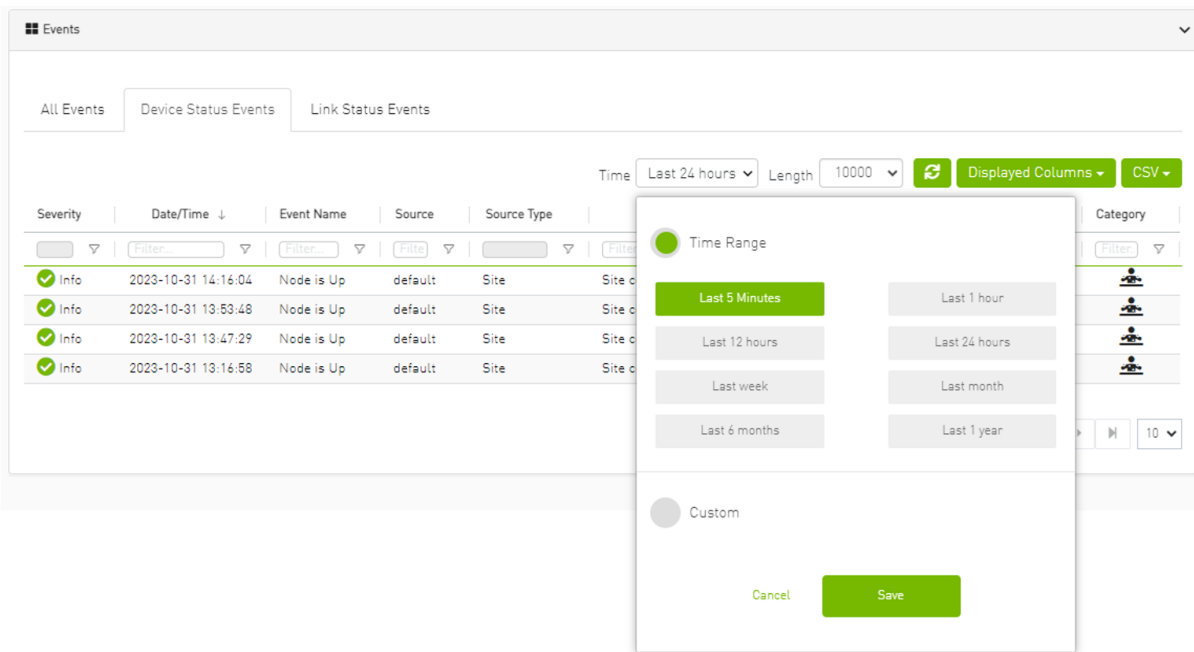 Events
All Events Device Status Events Link Status Events
Time Last 24 hours Length 10000 Displayed Columns CSV
Severity Date/Time ↓ Event Name Source Source Type Category
Filter... Filter... Filte Filter Filter:
Info 2023-10-31 14:16:04 Node is Up default Site Site c
Info 2023-10-31 13:53:48 Node is Up default Site Site c
Info 2023-10-31 13:47:29 Node is Up default Site Site c
Info 2023-10-31 13:16:58 Node is Up default Site Site c
10
Time Range
Last 5 Minutes Last 1 hour
Last 12 hours Last 24 hours
Last week Last month
Last 6 months Last 1 year
Custom
Cancel Save